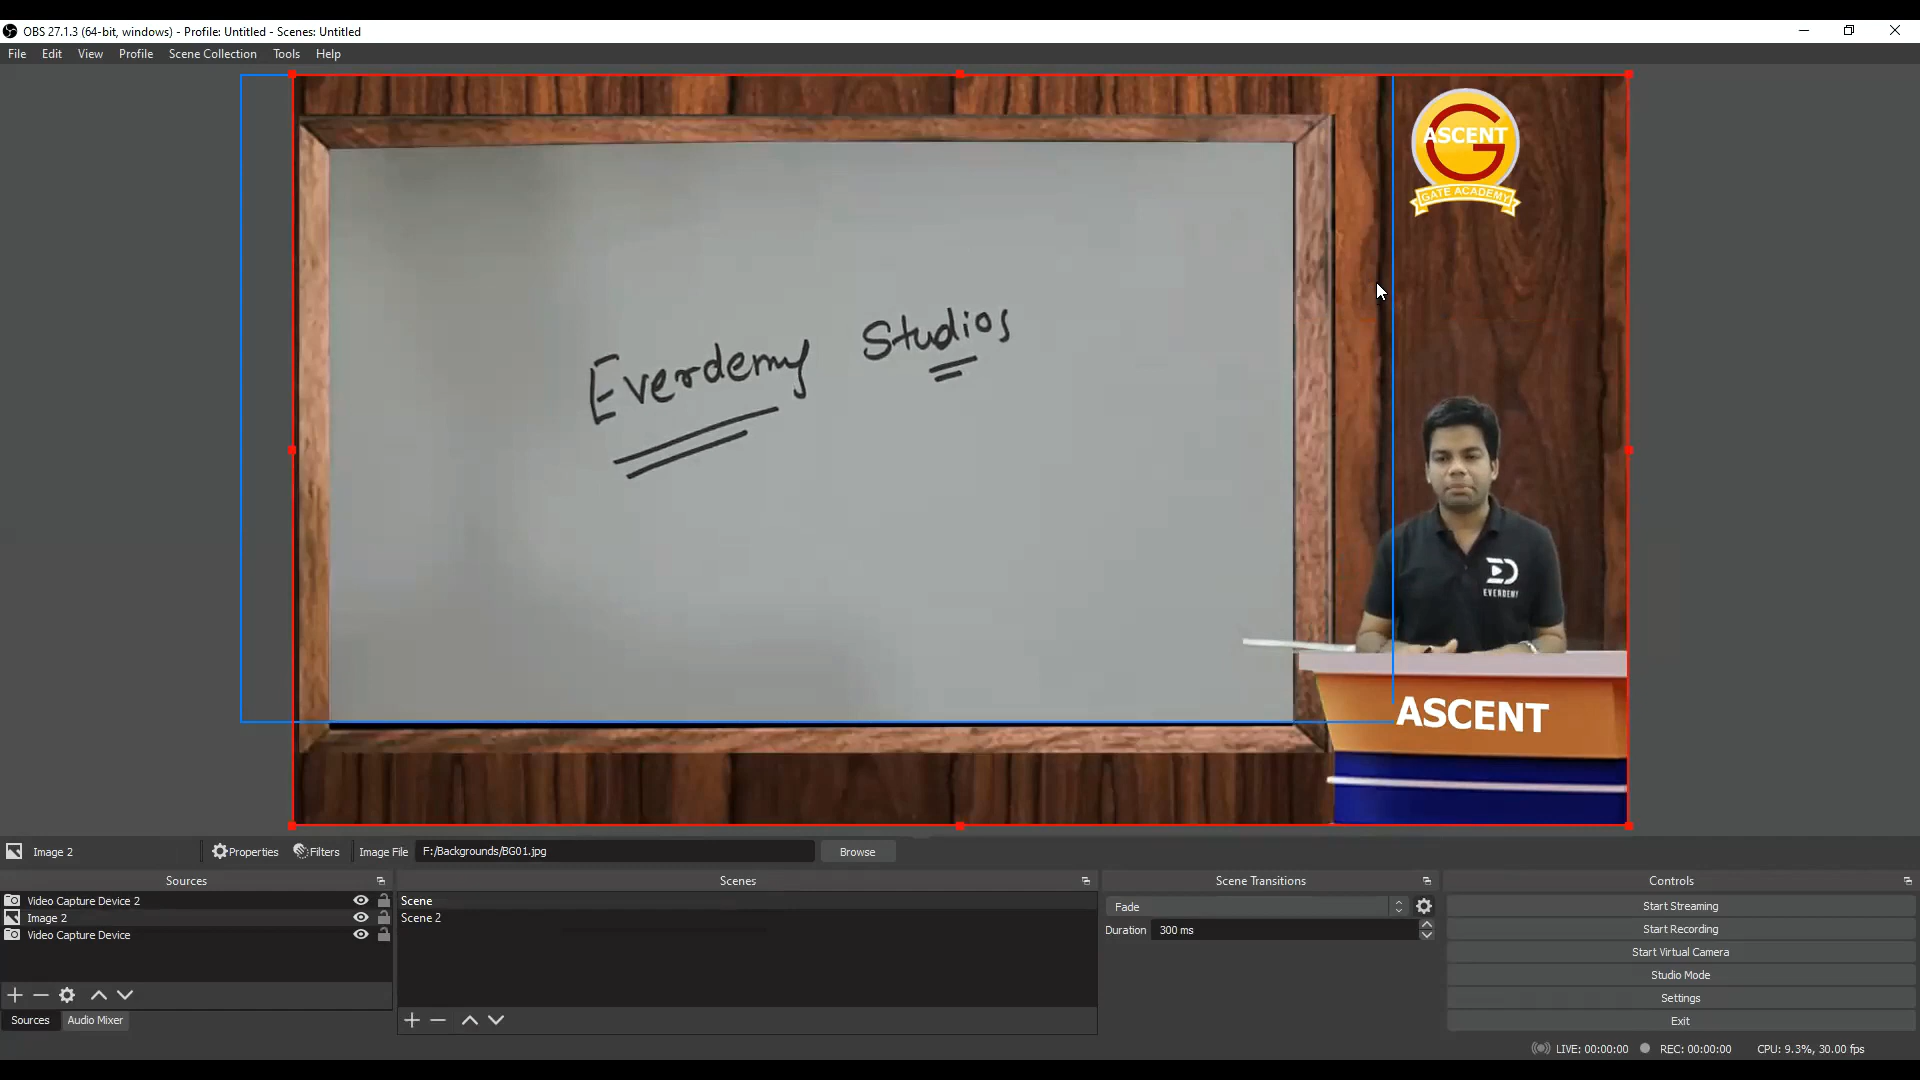 OBS 27.1.3 (64-bit, windows) - Profile: Untitled - Scenes: Untitled
File Edit View Profile Scene Collection Tools Help
ASCENT
G
GATE ACADEMY
Everdemy Studios
EVERDEMY
ASCENT
Image 2 Properties Filters Image File F:/Backgrounds/BG01.jpg Browse
Sources
Video Capture Device 2
Image 2
Video Capture Device
Sources Audio Mixer
Scenes
Scene
Scene 2
Scene Transitions
Fade
Duration 300 ms
Controls
Start Streaming
Start Recording
Start Virtual Camera
Studio Mode
Settings
Exit
LIVE: 00:00:00 REC: 00:00:00 CPU: 9.3%, 30.00 fps